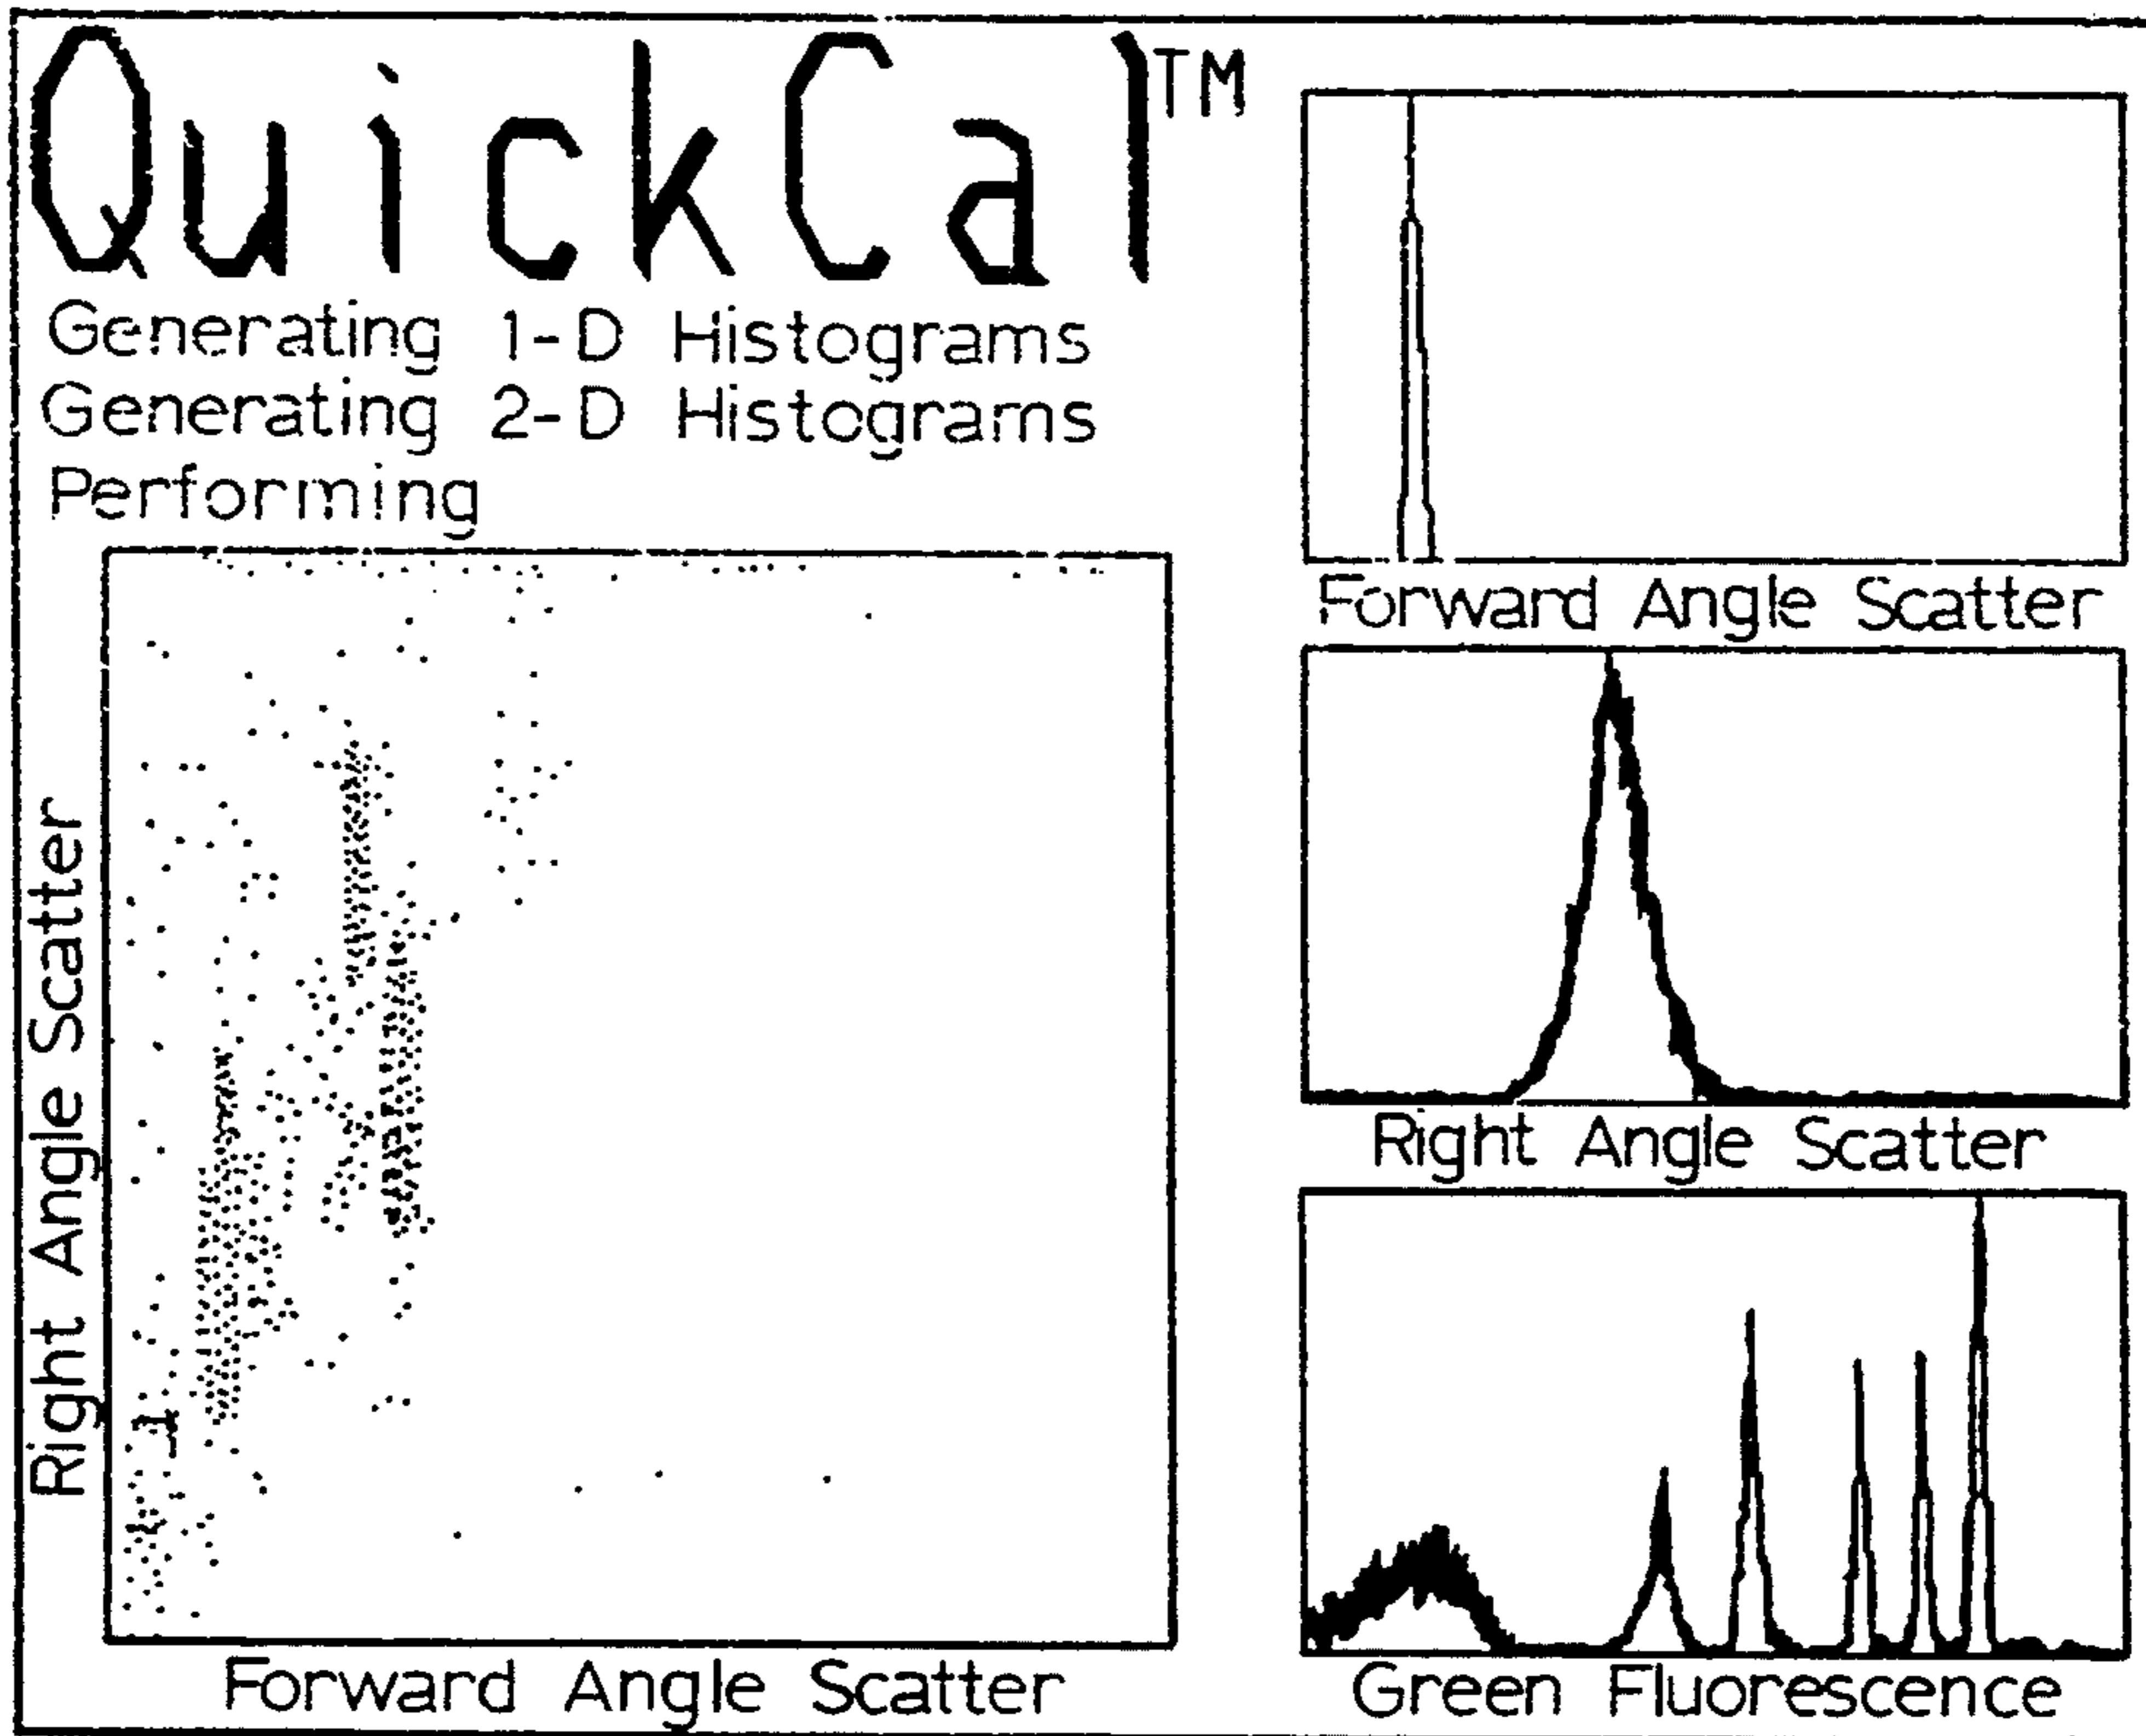 QuickCal™
Generating 1-D Histograms
Generating 2-D Histograms
Performing
Right Angle Scatter
Forward Angle Scatter
Forward Angle Scatter
Right Angle Scatter
Green Fluorescence